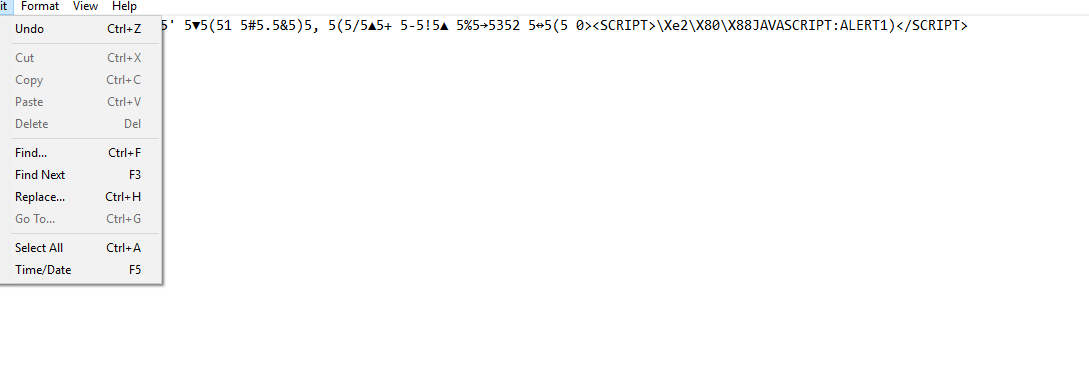 it Format View Help
5' 5▼5(51 5#5.5&5)5, 5(5/5▲5+ 5-5!5▲ 5%5→5352 5↔5(5 0><SCRIPT>\Xe2\X80\X88JAVASCRIPT:ALERT1)</SCRIPT>
Undo Ctrl+Z
Cut Ctrl+X
Copy Ctrl+C
Paste Ctrl+V
Delete Del
Find... Ctrl+F
Find Next F3
Replace... Ctrl+H
Go To... Ctrl+G
Select All Ctrl+A
Time/Date F5